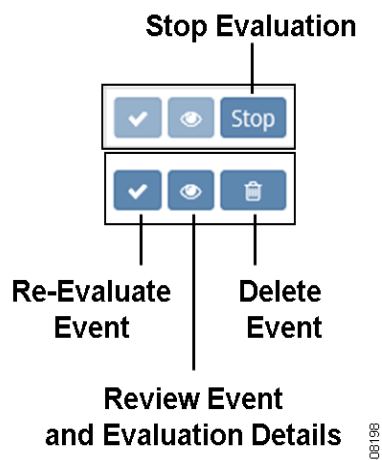 Stop Evaluation
Stop
Re-Evaluate
Event
Delete
Event
Review Event
and Evaluation Details
08198